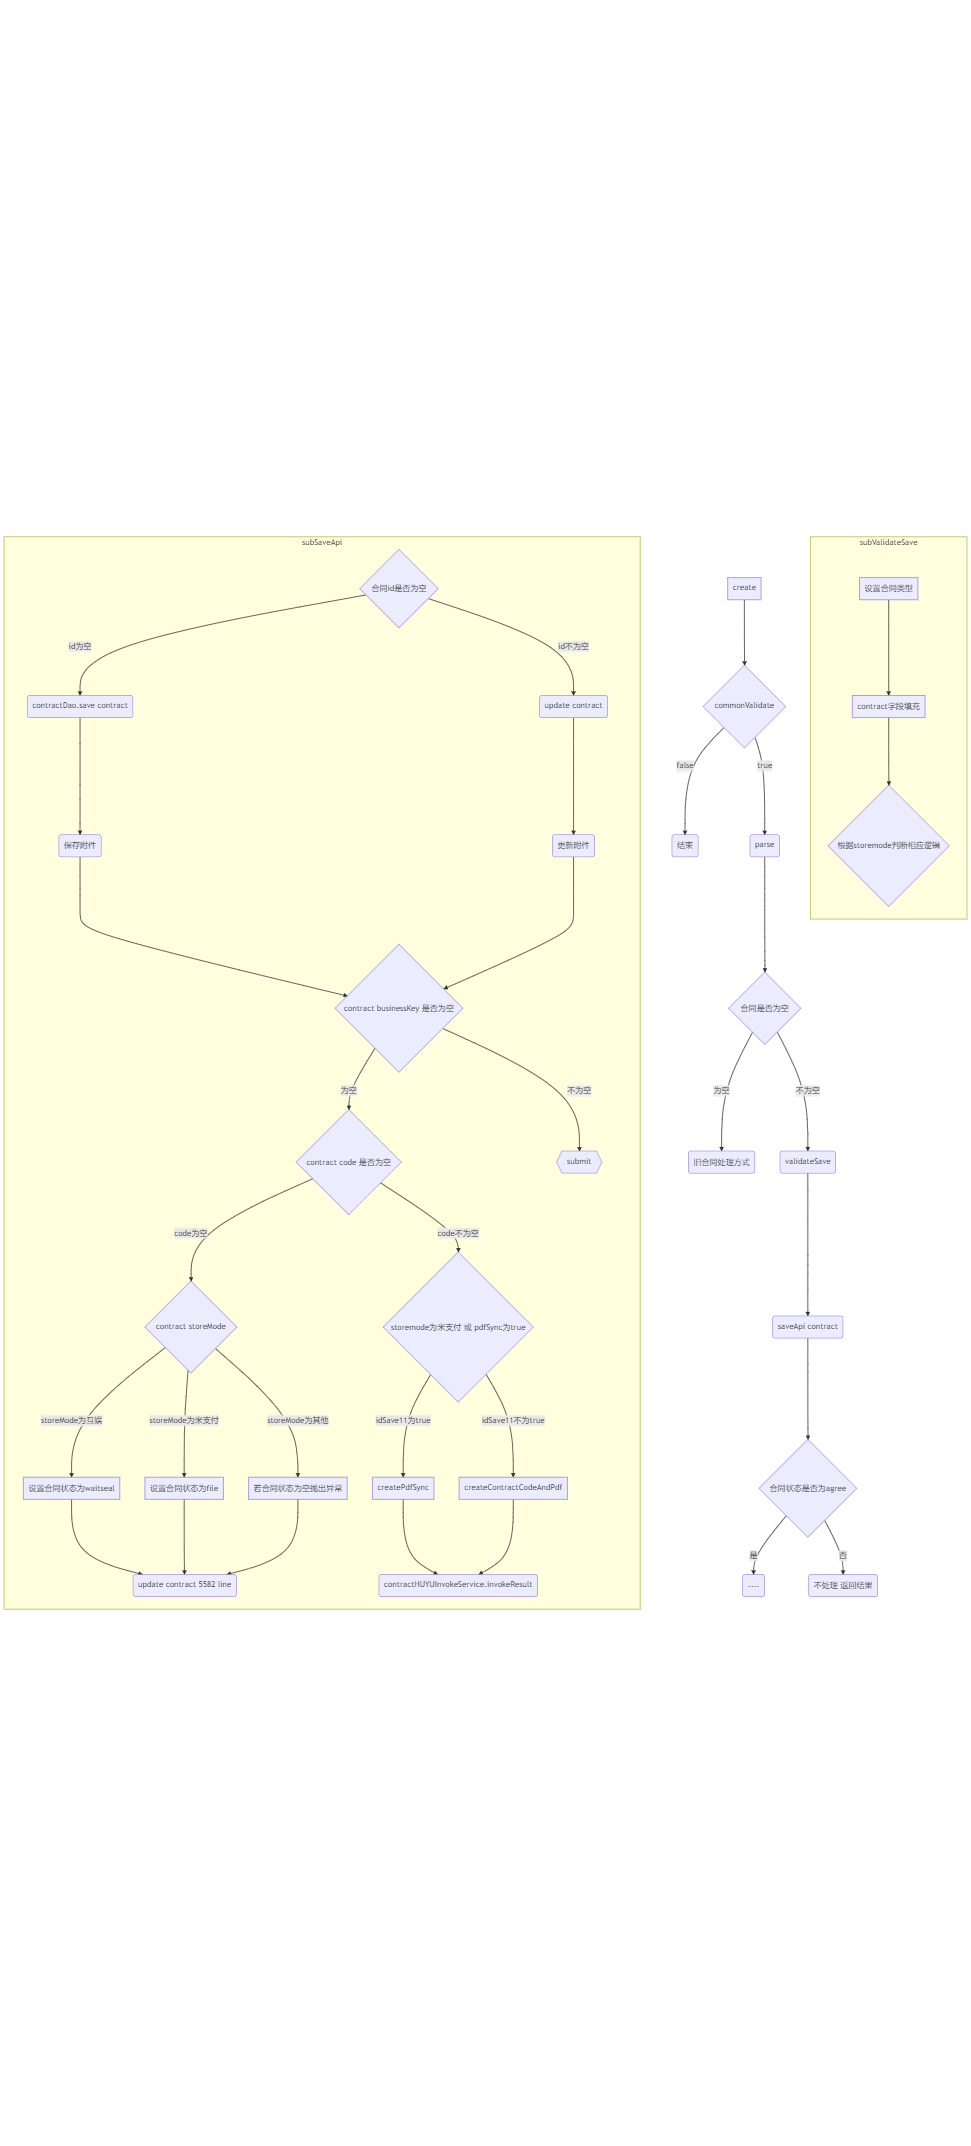 subSaveApi
合同id是否为空
id为空
id不为空
contractDao.save contract
update contract
保存附件
更新附件
contract businessKey 是否为空
为空
不为空
contract code 是否为空
submit
code为空
code不为空
contract storeMode
storemode为米支付 或 pdfSync为true
storeMode为互娱
storeMode为米支付
storeMode为其他
idSave11为true
idSave11不为true
设置合同状态为waitseal
设置合同状态为file
若合同状态为空抛出异常
createPdfSync
createContractCodeAndPdf
update contract 5582 line
contractHUYUInvokeService.invokeResult
create
commonValidate
false
true
结束
parse
合同是否为空
为空
不为空
旧合同处理方式
validateSave
saveApi contract
合同状态是否为agree
是
否
....
不处理 返回结果
subValidateSave
设置合同类型
contract字段填充
根据storemode判断相应逻辑